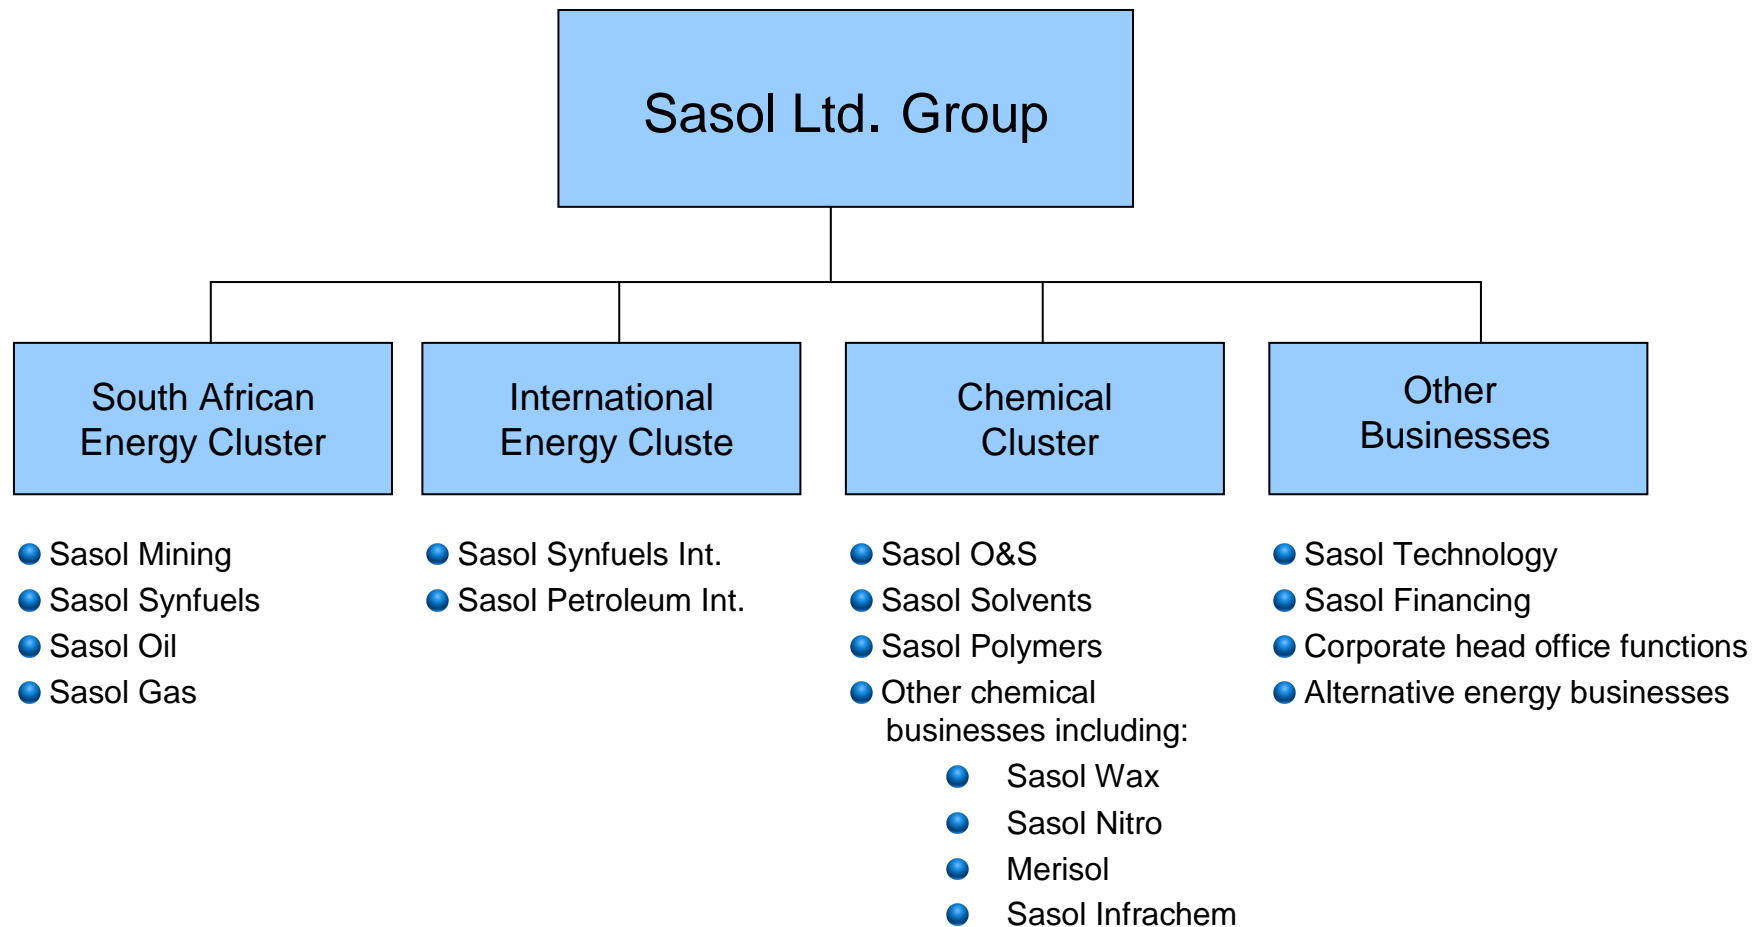 Sasol Ltd. Group
South African
Energy Cluster
International
Energy Cluste
Chemical
Cluster
Other
Businesses
Sasol Mining
Sasol Synfuels
Sasol Oil
Sasol Gas
Sasol Synfuels Int.
Sasol Petroleum Int.
Sasol O&S
Sasol Solvents
Sasol Polymers
Other chemical
businesses including:
Sasol Wax
Sasol Nitro
Merisol
Sasol Infrachem
Sasol Technology
Sasol Financing
Corporate head office functions
Alternative energy businesses